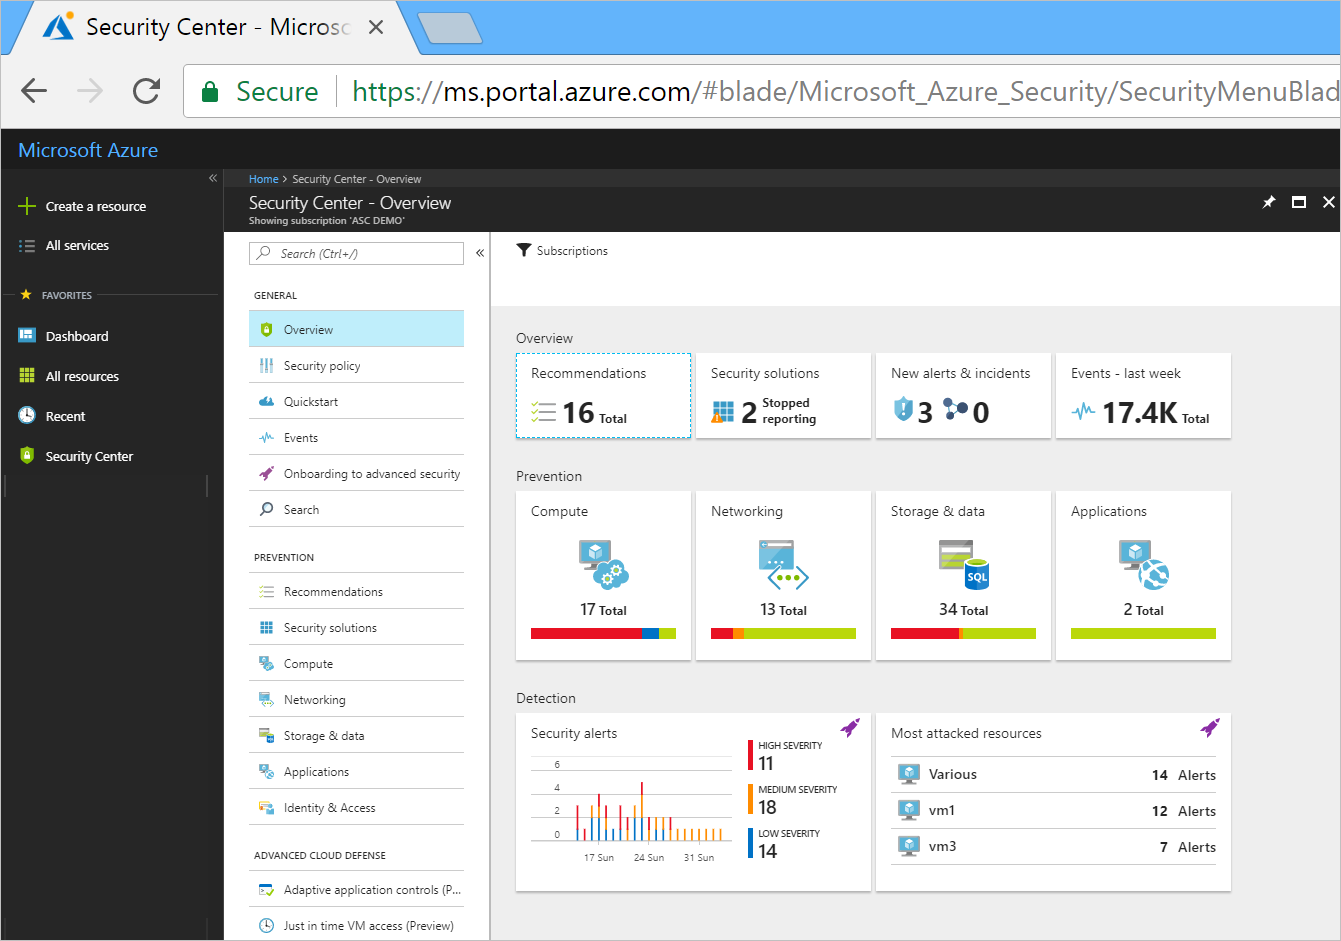 Security Center - Microso
Secure
https://ms.portal.azure.com/#blade/Microsoft_Azure_Security/SecurityMenuBlad
Microsoft Azure
Create a resource
All services
FAVORITES
Dashboard
All resources
Recent
Security Center
Home > Security Center - Overview
Security Center - Overview
Showing subscription 'ASC DEMO'
Search (Ctrl+/)
GENERAL
Overview
Security policy
Quickstart
Events
Onboarding to advanced security
Search
PREVENTION
Recommendations
Security solutions
Compute
Networking
Storage & data
Applications
Identity & Access
ADVANCED CLOUD DEFENSE
Adaptive application controls (P...
Just in time VM access (Preview)
Subscriptions
Overview
Recommendations
16 Total
Security solutions
2 Stopped reporting
New alerts & incidents
3 0
Events - last week
17.4K Total
Prevention
Compute
17 Total
Networking
13 Total
Storage & data
SQL
34 Total
Applications
2 Total
Detection
Security alerts
6
4
2
0
17 Sun 24 Sun 31 Sun
HIGH SEVERITY
11
MEDIUM SEVERITY
18
LOW SEVERITY
14
Most attacked resources
Various 14 Alerts
vm1 12 Alerts
vm3 7 Alerts